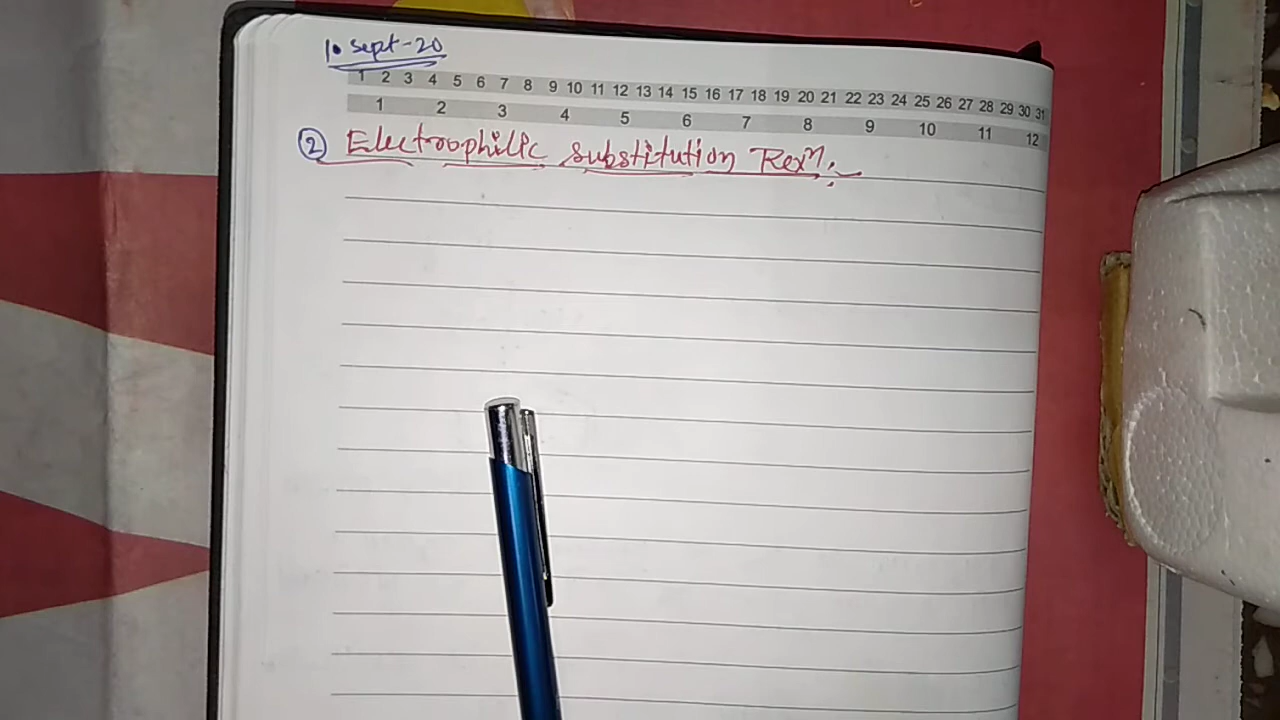 1. Sept-20
1 2 3 4 5 6 7 8 9 10 11 12 13 14 15 16 17 18 19 20 21 22 23 24 25 26 27 28 29 30 31
1 2 3 4 5 6 7 8 9 10 11 12
② Electrophilic substitution Rexⁿ:-